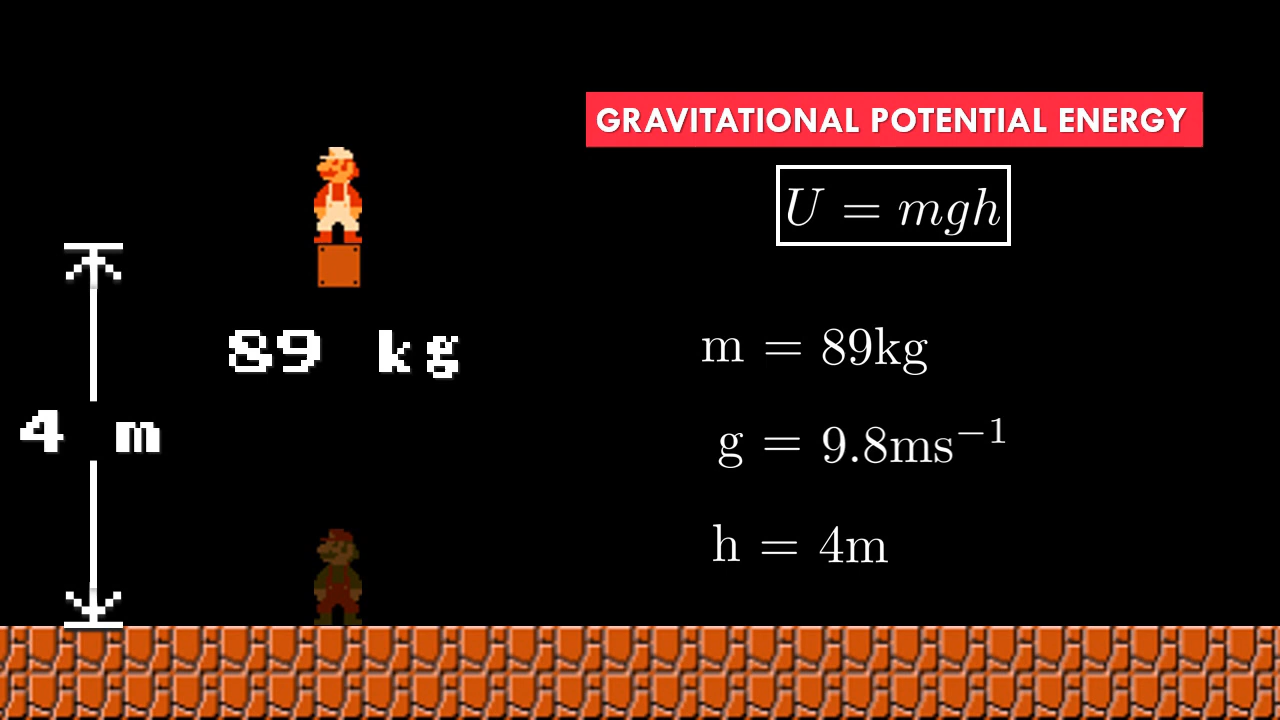 GRAVITATIONAL POTENTIAL ENERGY
U = mgh
89 kg
m = 89kg
4 m
g = 9.8ms⁻¹
h = 4m